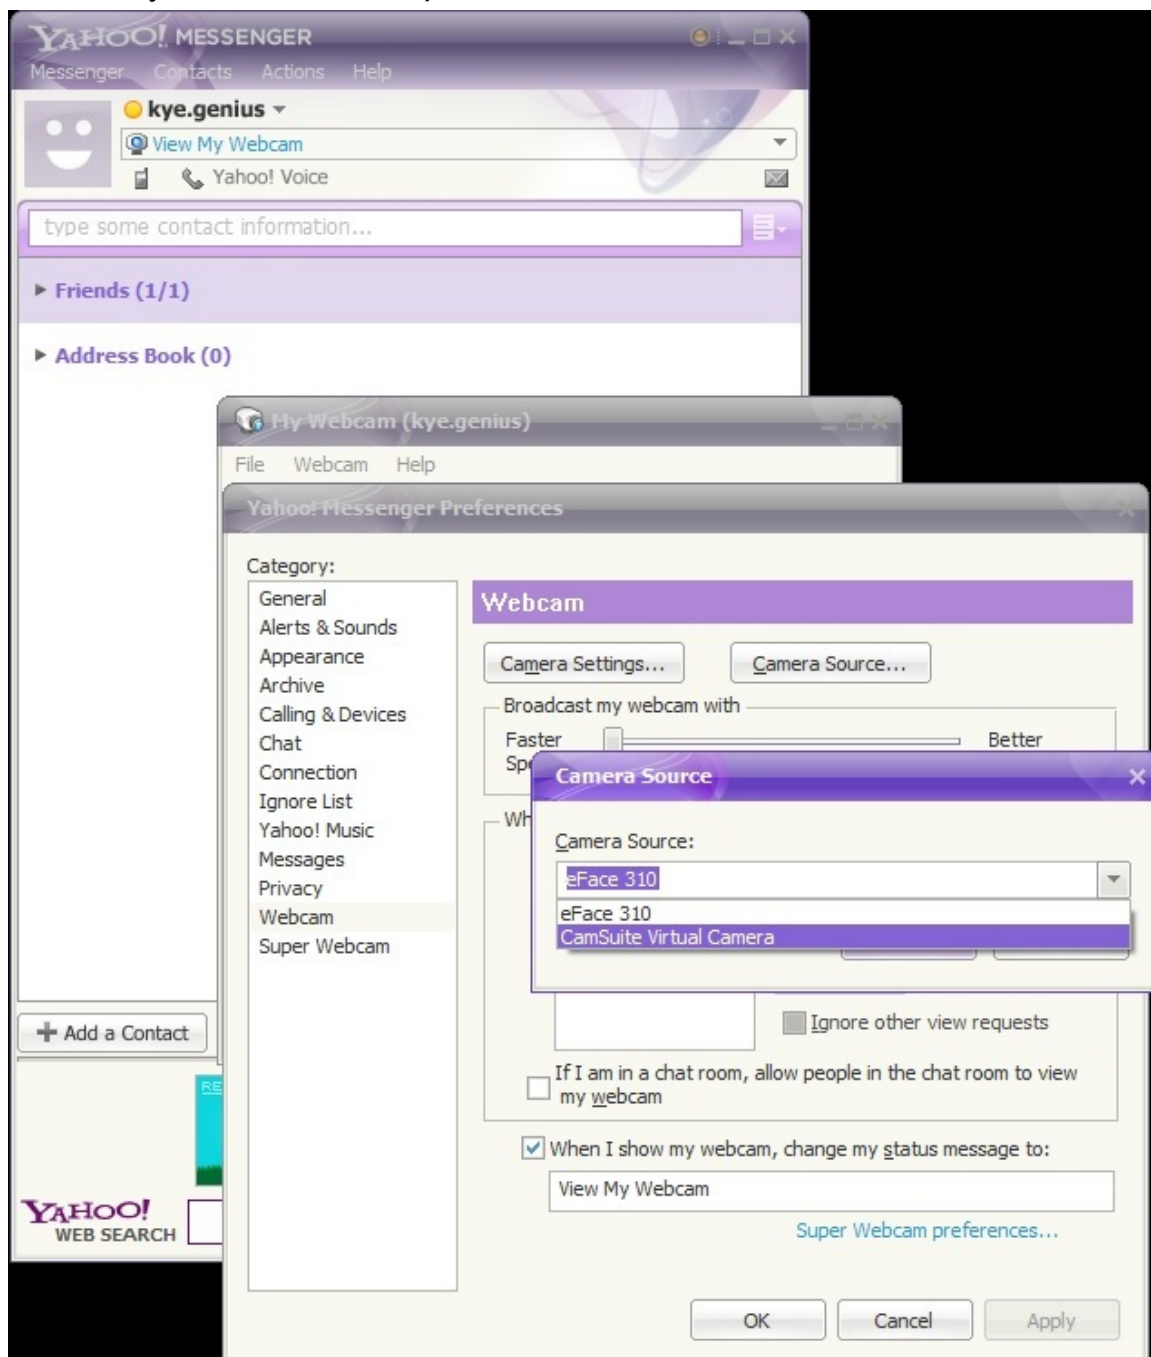 YAHOO! MESSENGER
Messenger Contacts Actions Help
kye.genius
View My Webcam
Yahoo! Voice
type some contact information...
Friends (1/1)
Address Book (0)
My Webcam (kye.genius)
File Webcam Help
Yahoo! Messenger Preferences
Category:
General
Alerts & Sounds
Appearance
Archive
Calling & Devices
Chat
Connection
Ignore List
Yahoo! Music
Messages
Privacy
Webcam
Super Webcam
Webcam
Camera Settings...
Camera Source...
Broadcast my webcam with
Faster
Better
Camera Source
Camera Source:
eFace 310
eFace 310
CamSuite Virtual Camera
Ignore other view requests
If I am in a chat room, allow people in the chat room to view
my webcam
When I show my webcam, change my status message to:
View My Webcam
Super Webcam preferences...
OK
Cancel
Apply
Add a Contact
YAHOO!
WEB SEARCH